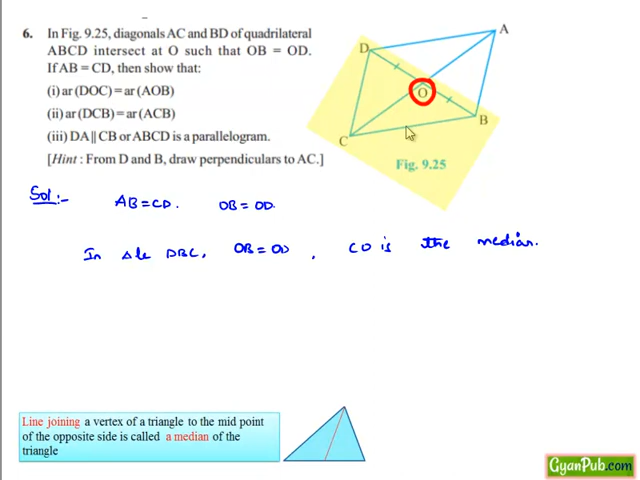 6. In Fig. 9.25, diagonals AC and BD of quadrilateral
ABCD intersect at O such that OB = OD.
If AB = CD, then show that:
(i) ar (DOC) = ar (AOB)
(ii) ar (DCB) = ar (ACB)
(iii) DA || CB or ABCD is a parallelogram.
[Hint : From D and B, draw perpendiculars to AC.]
A
D
O
B
C
Fig. 9.25
Sol:-
AB = CD. OB = OD.
In Δle DBC, OB = OD , CO is the median.
Line joining a vertex of a triangle to the mid point
of the opposite side is called a median of the
triangle
GyanPub.com